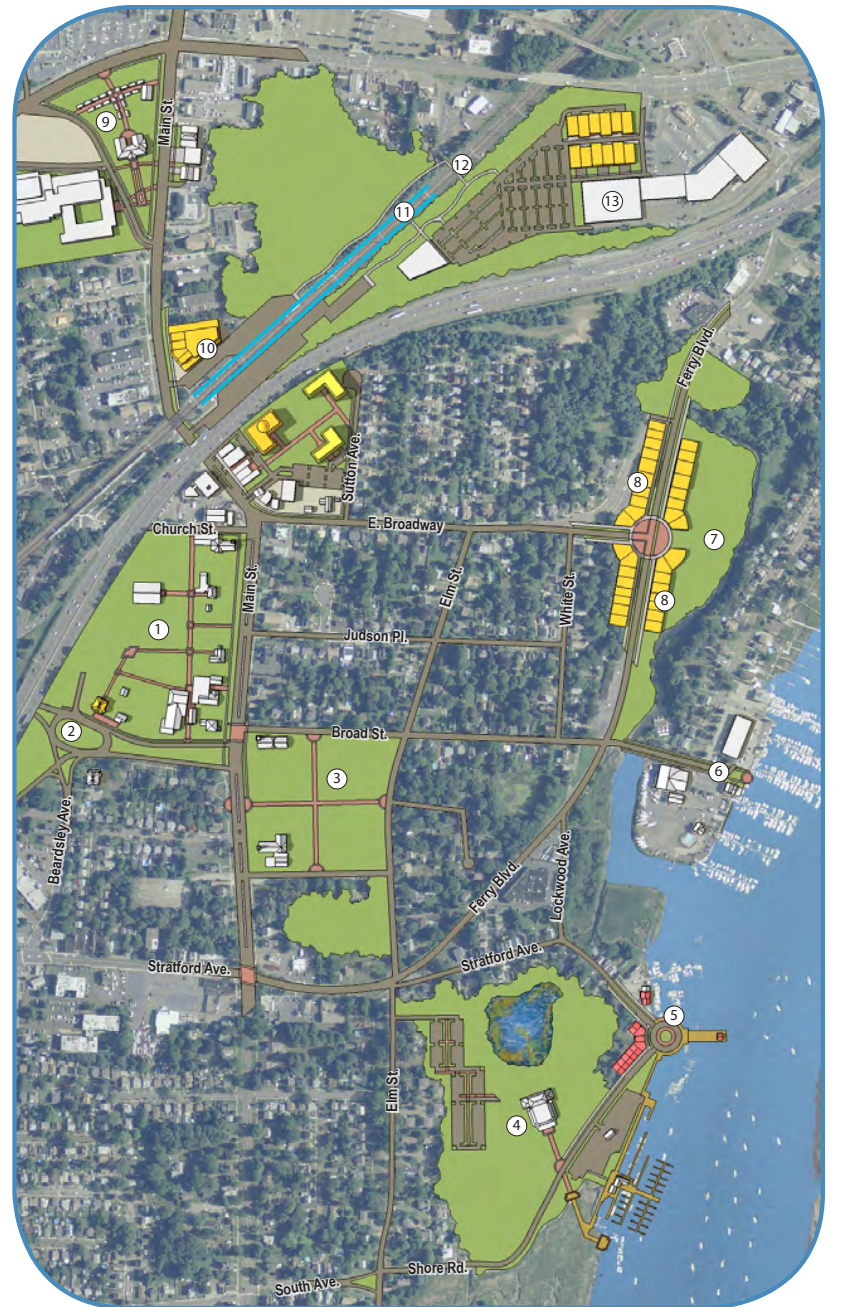 9
Main St.
12
13
11
10
Ferry Blvd.
Sutton Ave.
8
Church St.
E. Broadway
7
Main St.
Elm St.
White St.
8
1
Judson Pl.
2
Broad St.
6
3
Beardsley Ave.
Ferry Blvd.
Lockwood Ave.
Stratford Ave.
Stratford Ave.
5
Elm St.
4
Shore Rd.
South Ave.